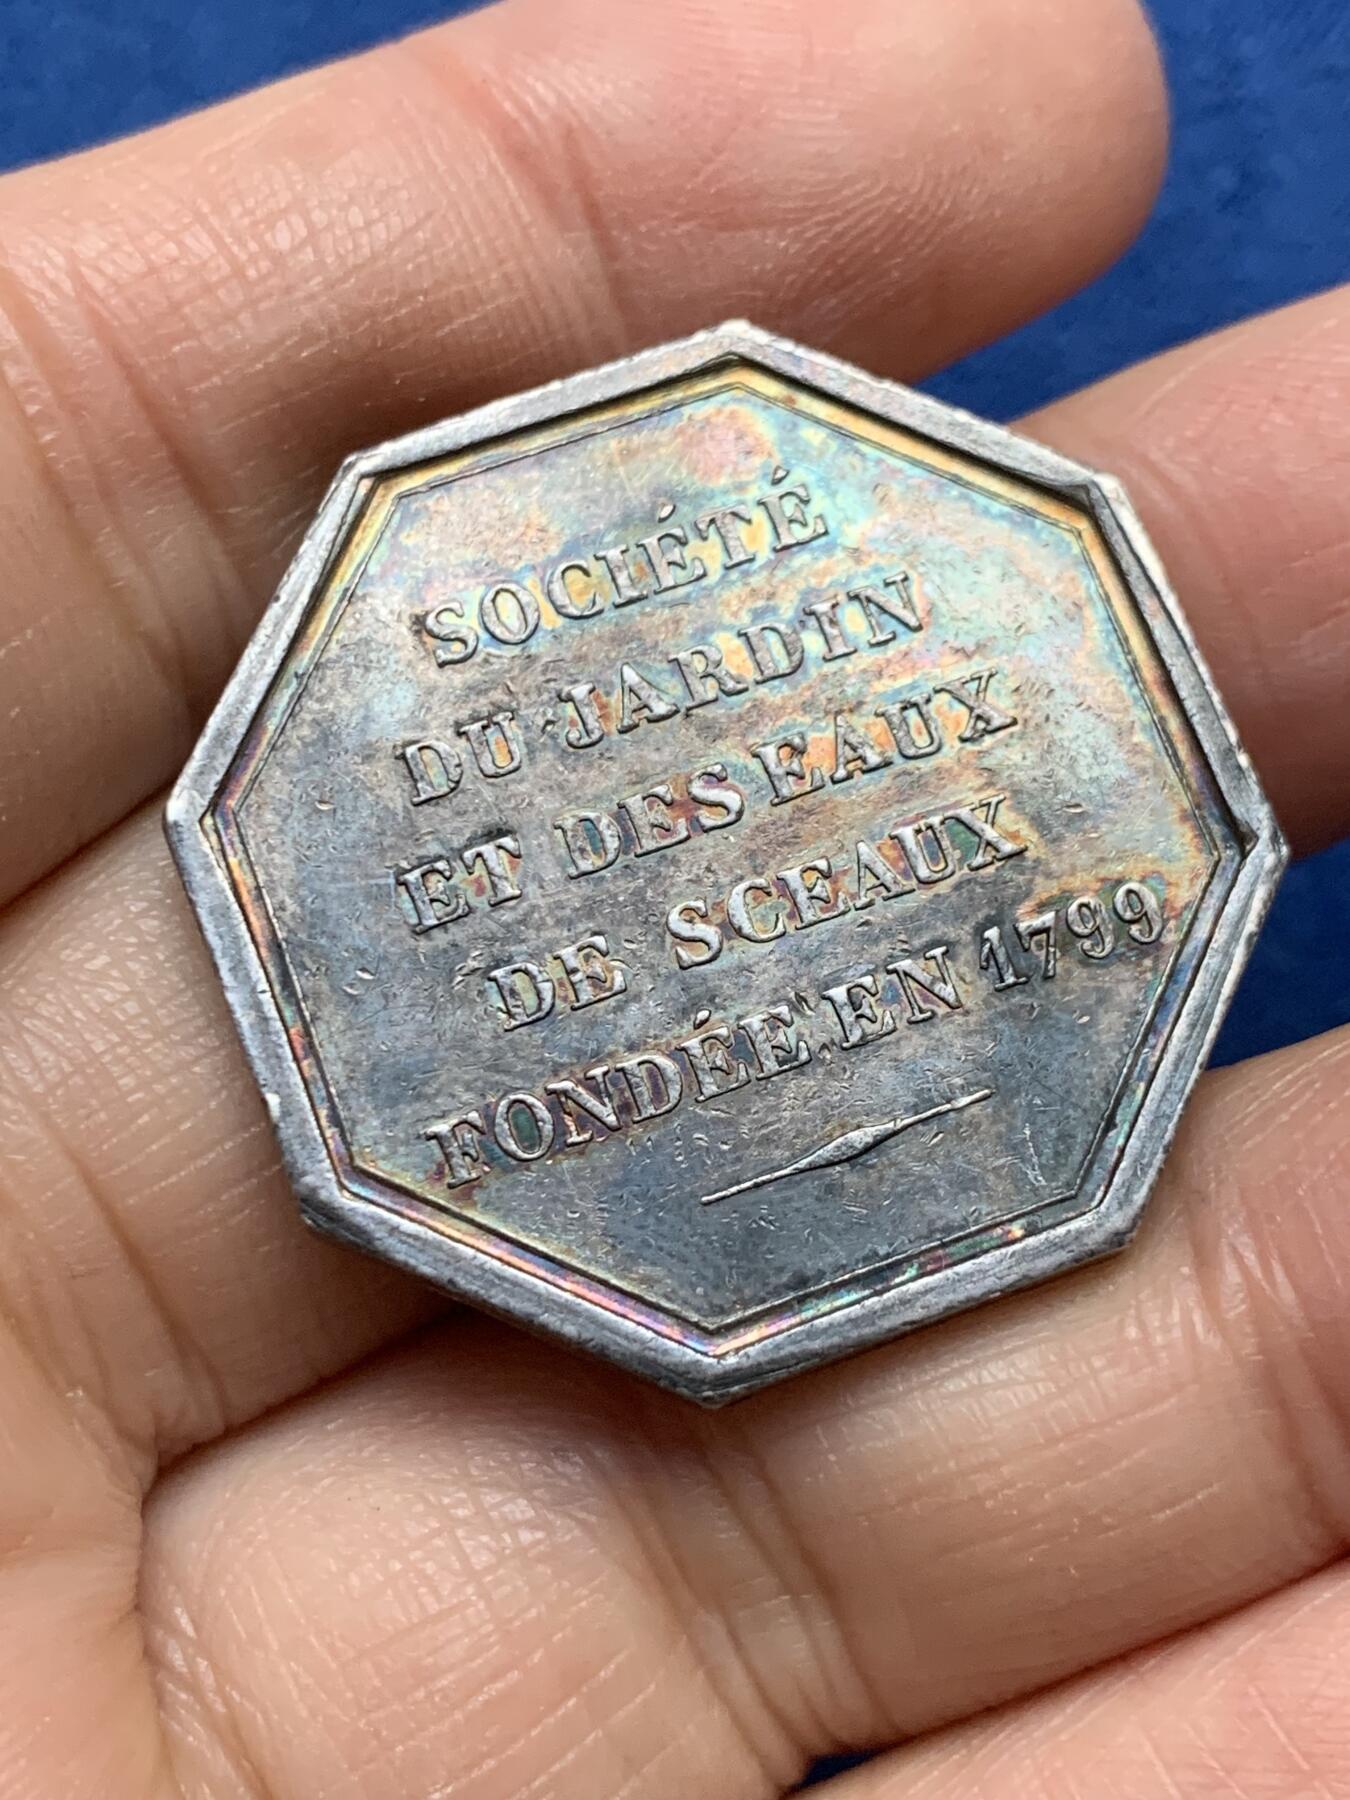 SOCIÉTÉ
DU JARDIN
ET DES EAUX
DE SCEAUX
FONDÉE EN 1799